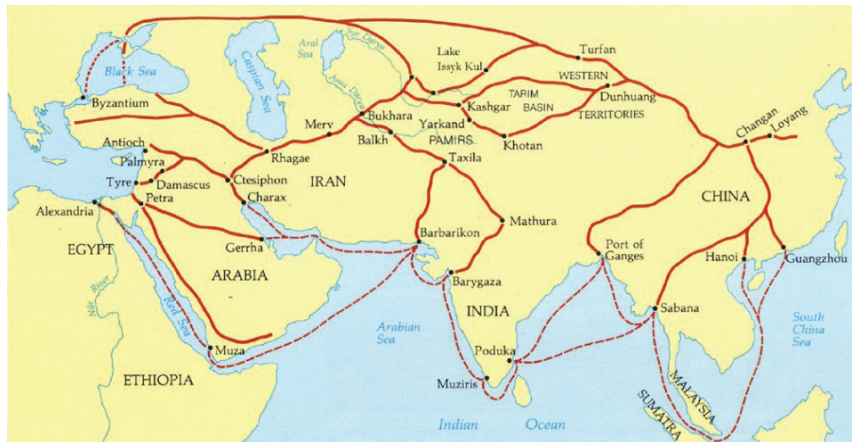 Black Sea
Byzantium
Caspian Sea
Aral
Sea
Syr Darya
Amu Darya
Lake
Issyk Kul
Turfan
WESTERN
TARIM
BASIN
TERRITORIES
Dunhuang
Kashgar
Yarkand
PAMIRS
Khotan
Bukhara
Balkh
Merv
Rhagae
Taxila
Changan
Loyang
Antioch
Palmyra
Tyre
Damascus
Ctesiphon
Charax
IRAN
CHINA
Alexandria
Petra
Gerrha
Barbarikon
Mathura
EGYPT
ARABIA
Nile River
Red Sea
Barygaza
Port of
Ganges
Hanoi
Guangzhou
INDIA
Sabana
Arabian
Sea
South
China
Sea
Muza
Poduka
ETHIOPIA
Muziris
MALAYSIA
SUMATRA
Indian Ocean